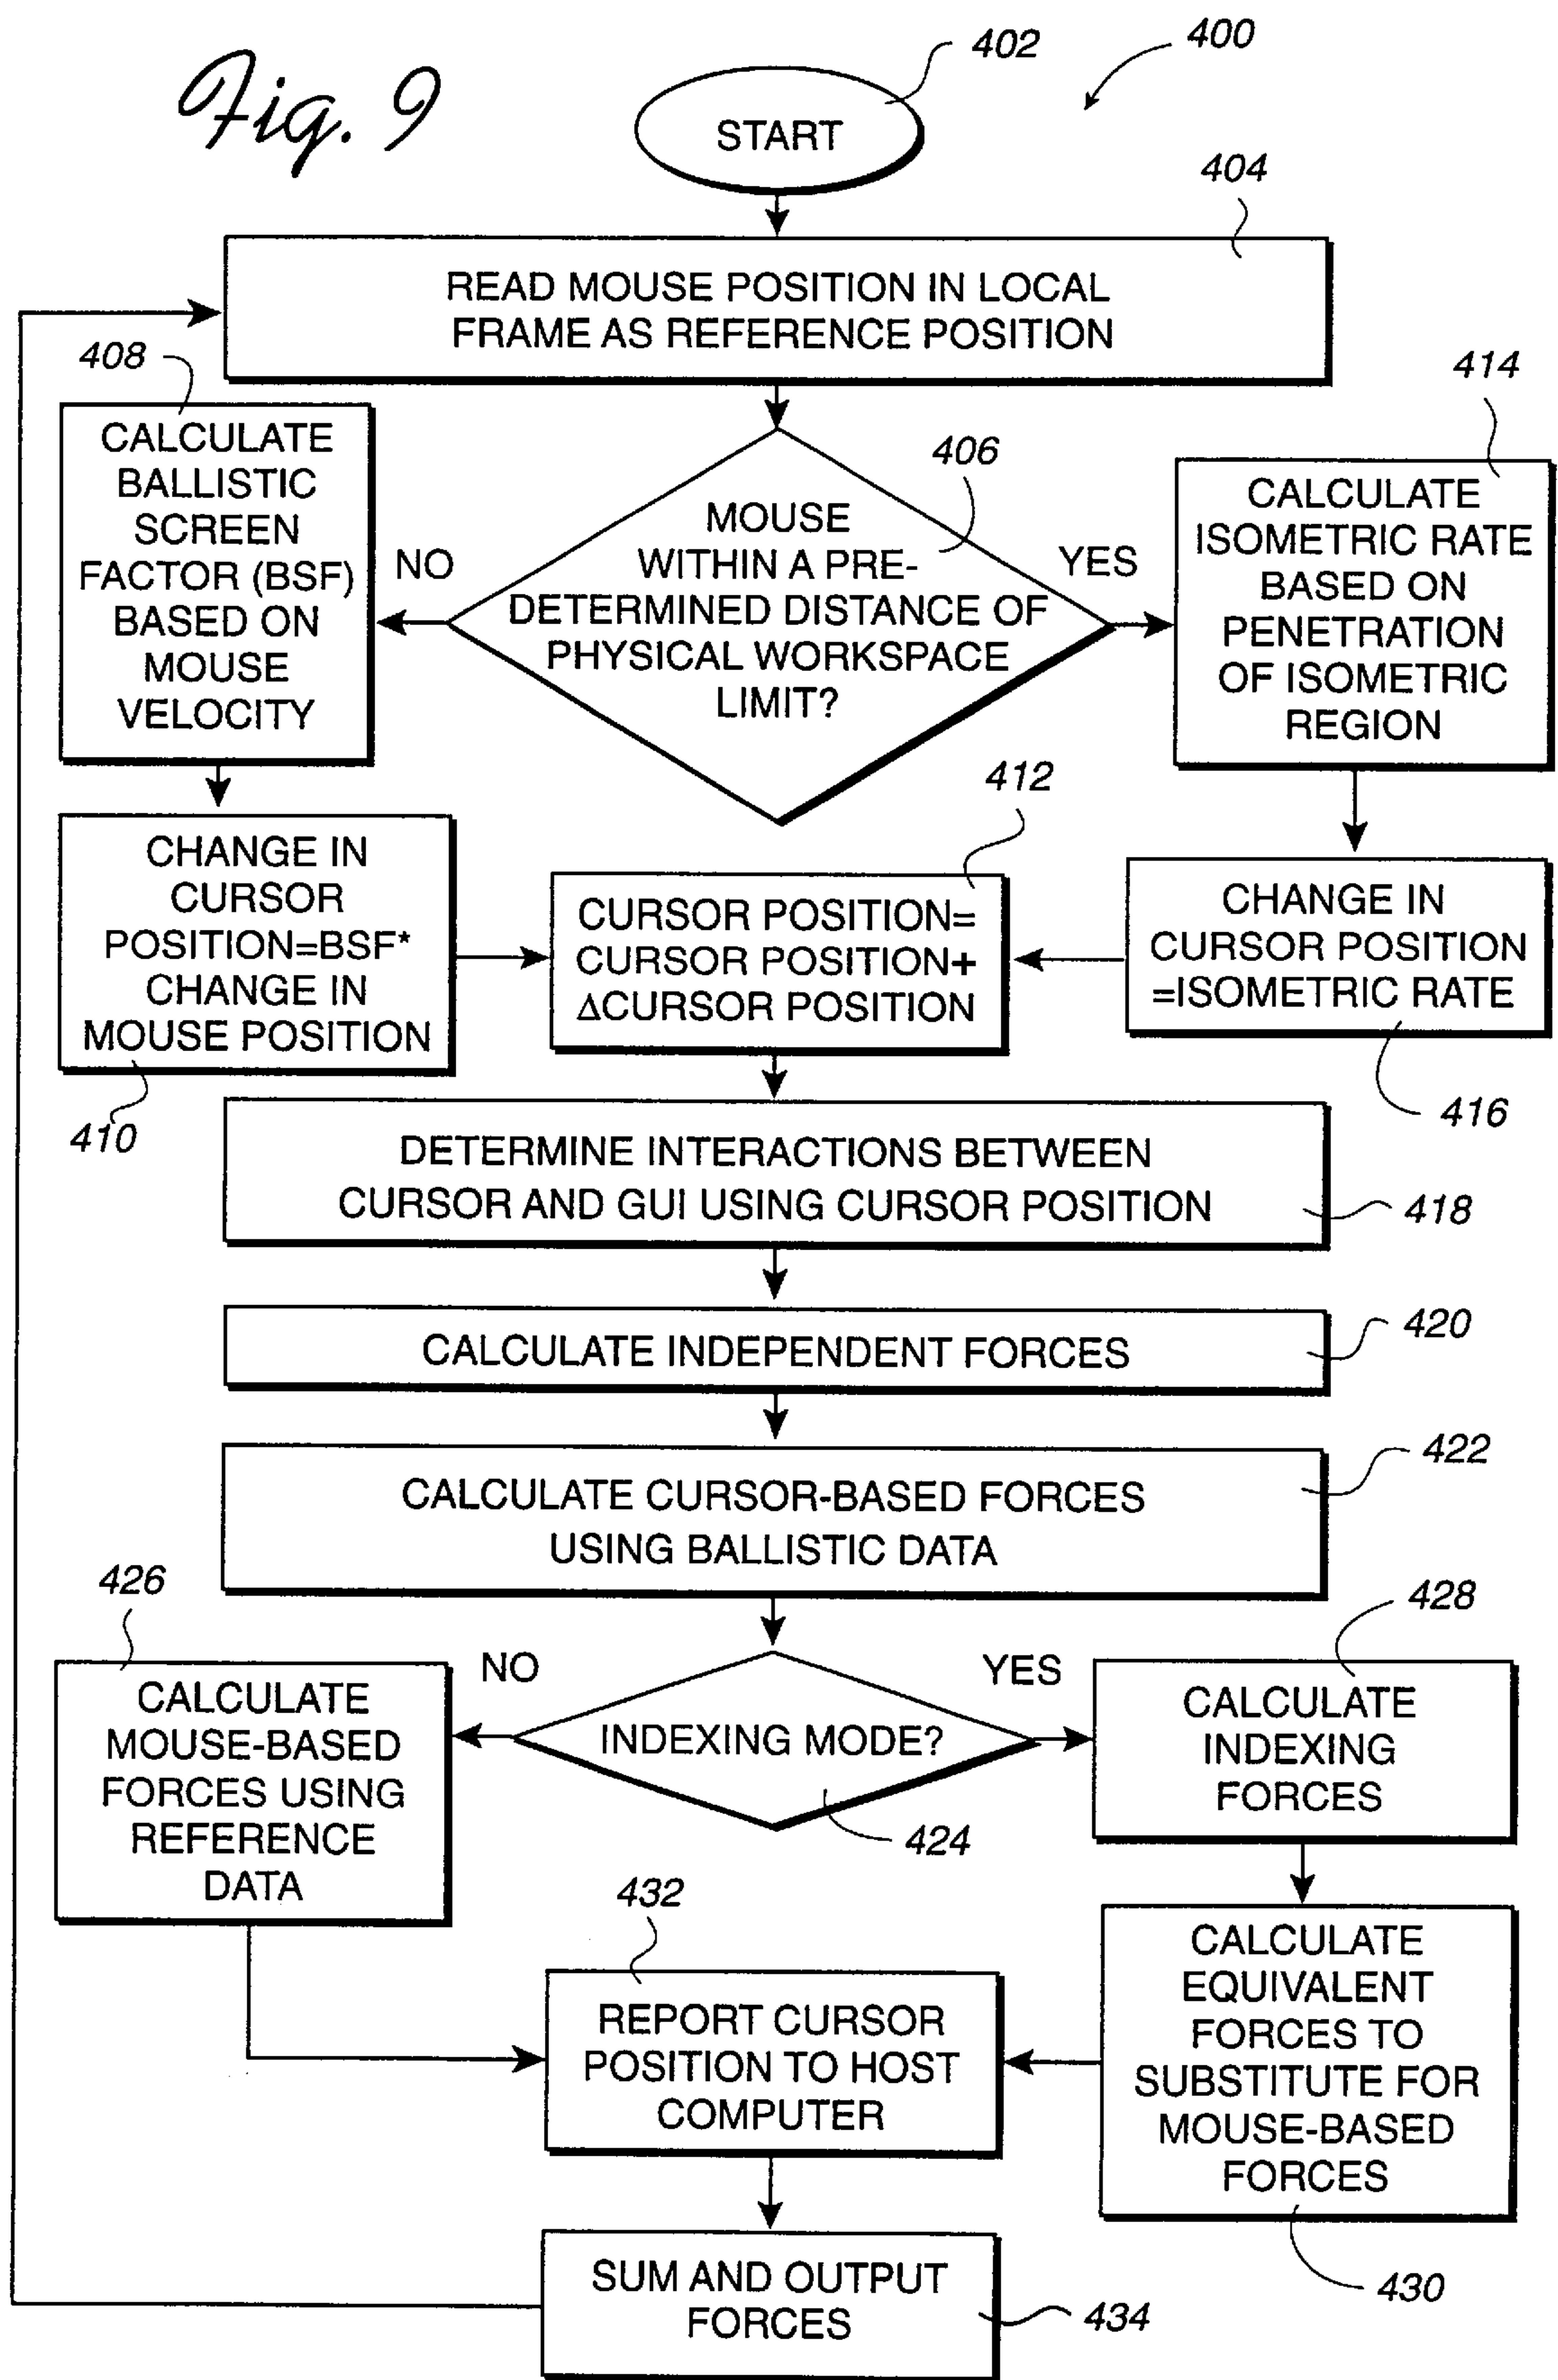 Fig. 9
402
400
START
404
READ MOUSE POSITION IN LOCAL
FRAME AS REFERENCE POSITION
408
CALCULATE
BALLISTIC
SCREEN
FACTOR (BSF)
BASED ON
MOUSE
VELOCITY
NO
406
MOUSE
WITHIN A PRE-
DETERMINED DISTANCE OF
PHYSICAL WORKSPACE
LIMIT?
YES
414
CALCULATE
ISOMETRIC RATE
BASED ON
PENETRATION
OF ISOMETRIC
REGION
CHANGE IN
CURSOR
POSITION=BSF*
CHANGE IN
MOUSE POSITION
410
412
CURSOR POSITION=
CURSOR POSITION+
ΔCURSOR POSITION
CHANGE IN
CURSOR POSITION
=ISOMETRIC RATE
416
DETERMINE INTERACTIONS BETWEEN
CURSOR AND GUI USING CURSOR POSITION
418
CALCULATE INDEPENDENT FORCES
420
CALCULATE CURSOR-BASED FORCES
USING BALLISTIC DATA
422
426
CALCULATE
MOUSE-BASED
FORCES USING
REFERENCE
DATA
NO
INDEXING MODE?
424
YES
428
CALCULATE
INDEXING
FORCES
432
REPORT CURSOR
POSITION TO HOST
COMPUTER
CALCULATE
EQUIVALENT
FORCES TO
SUBSTITUTE FOR
MOUSE-BASED
FORCES
430
SUM AND OUTPUT
FORCES
434